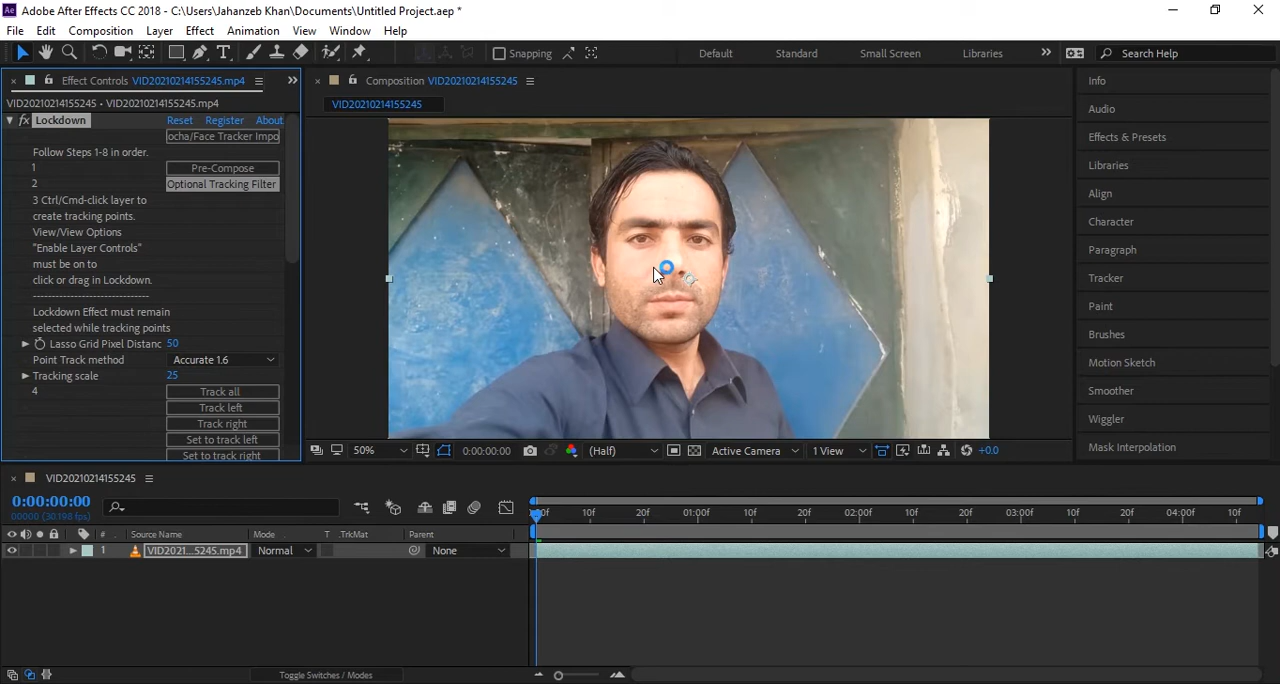 Adobe After Effects CC 2018 - C:\Users\Jahanzeb Khan\Documents\Untitled Project.aep *
File Edit Composition Layer Effect Animation View Window Help
Snapping Default Standard Small Screen Libraries Search Help
Effect Controls VID20210214155245.mp4
Composition VID20210214155245
VID20210214155245 • VID20210214155245.mp4
VID20210214155245
fx Lockdown Reset Register About
ocha/Face Tracker Impo
Follow Steps 1-8 in order.
1 Pre-Compose
2 Optional Tracking Filter
3 Ctrl/Cmd-click layer to
create tracking points.
View/View Options
"Enable Layer Controls"
must be on to
click or drag in Lockdown.
------------------------------
Lockdown Effect must remain
selected while tracking points
Lasso Grid Pixel Distanc 50
Point Track method Accurate 1.6
Tracking scale 25
4 Track all
Track left
Track right
Set to track left
Set to track right
Info
Audio
Effects & Presets
Libraries
Align
Character
Paragraph
Tracker
Paint
Brushes
Motion Sketch
Smoother
Wiggler
Mask Interpolation
50% 0:00:00:00 (Half) Active Camera 1 View +0.0
VID20210214155245
0:00:00:00
00000 (30.198 fps)
:00f 10f 20f 01:00f 10f 20f 02:00f 10f 20f 03:00f 10f 20f 04:00f 10f
# Source Name Mode T .TrkMat Parent
1 VID2021...5245.mp4 Normal None
Toggle Switches / Modes